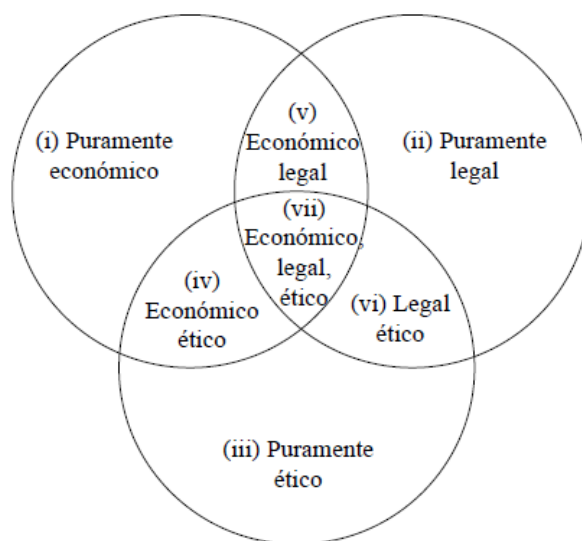 (i) Puramente
económico
(v)
Económico
legal
(ii) Puramente
legal
(vii)
Económico,
legal,
ético
(iv)
Económico
ético
(vi) Legal
ético
(iii) Puramente
ético